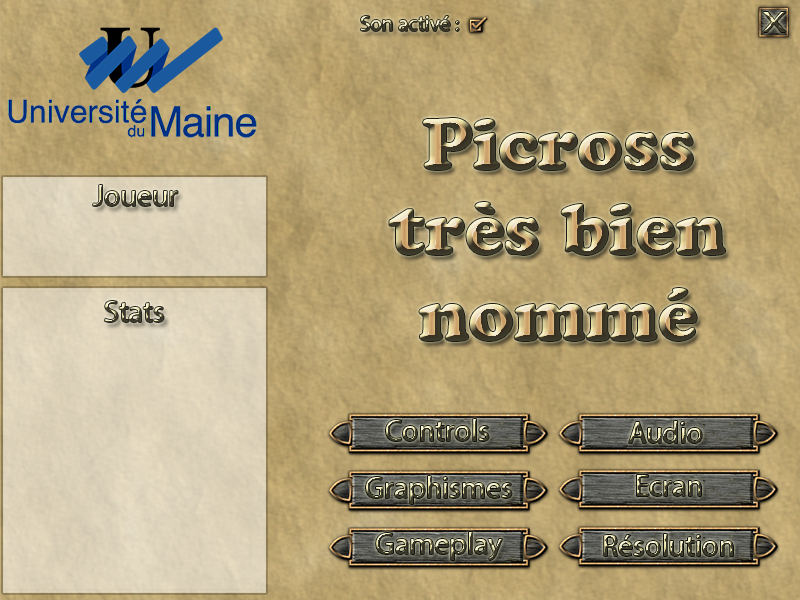 Son activé :
U
Université
du Maine
Joueur
Stats
Picross
très bien
nommé
Controls
Audio
Graphismes
Ecran
Gameplay
Résolution